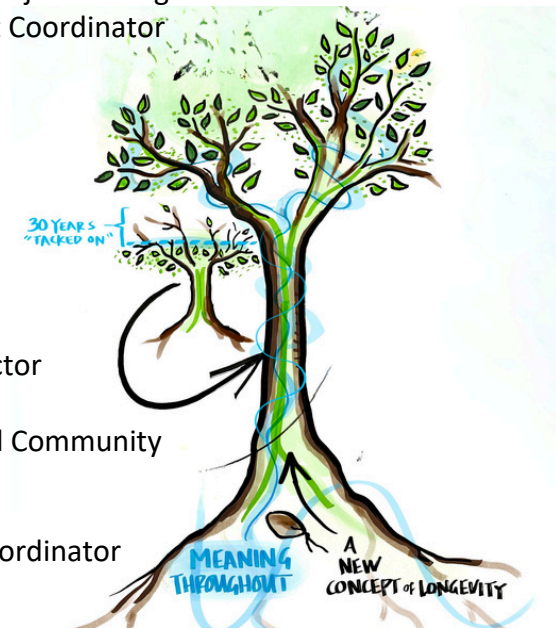 Coordinator
30 YEARS
"TACKED ON"
ctor
Community
ordinator
MEANING
THROUGHOUT
A
NEW
CONCEPT of LONGEVITY